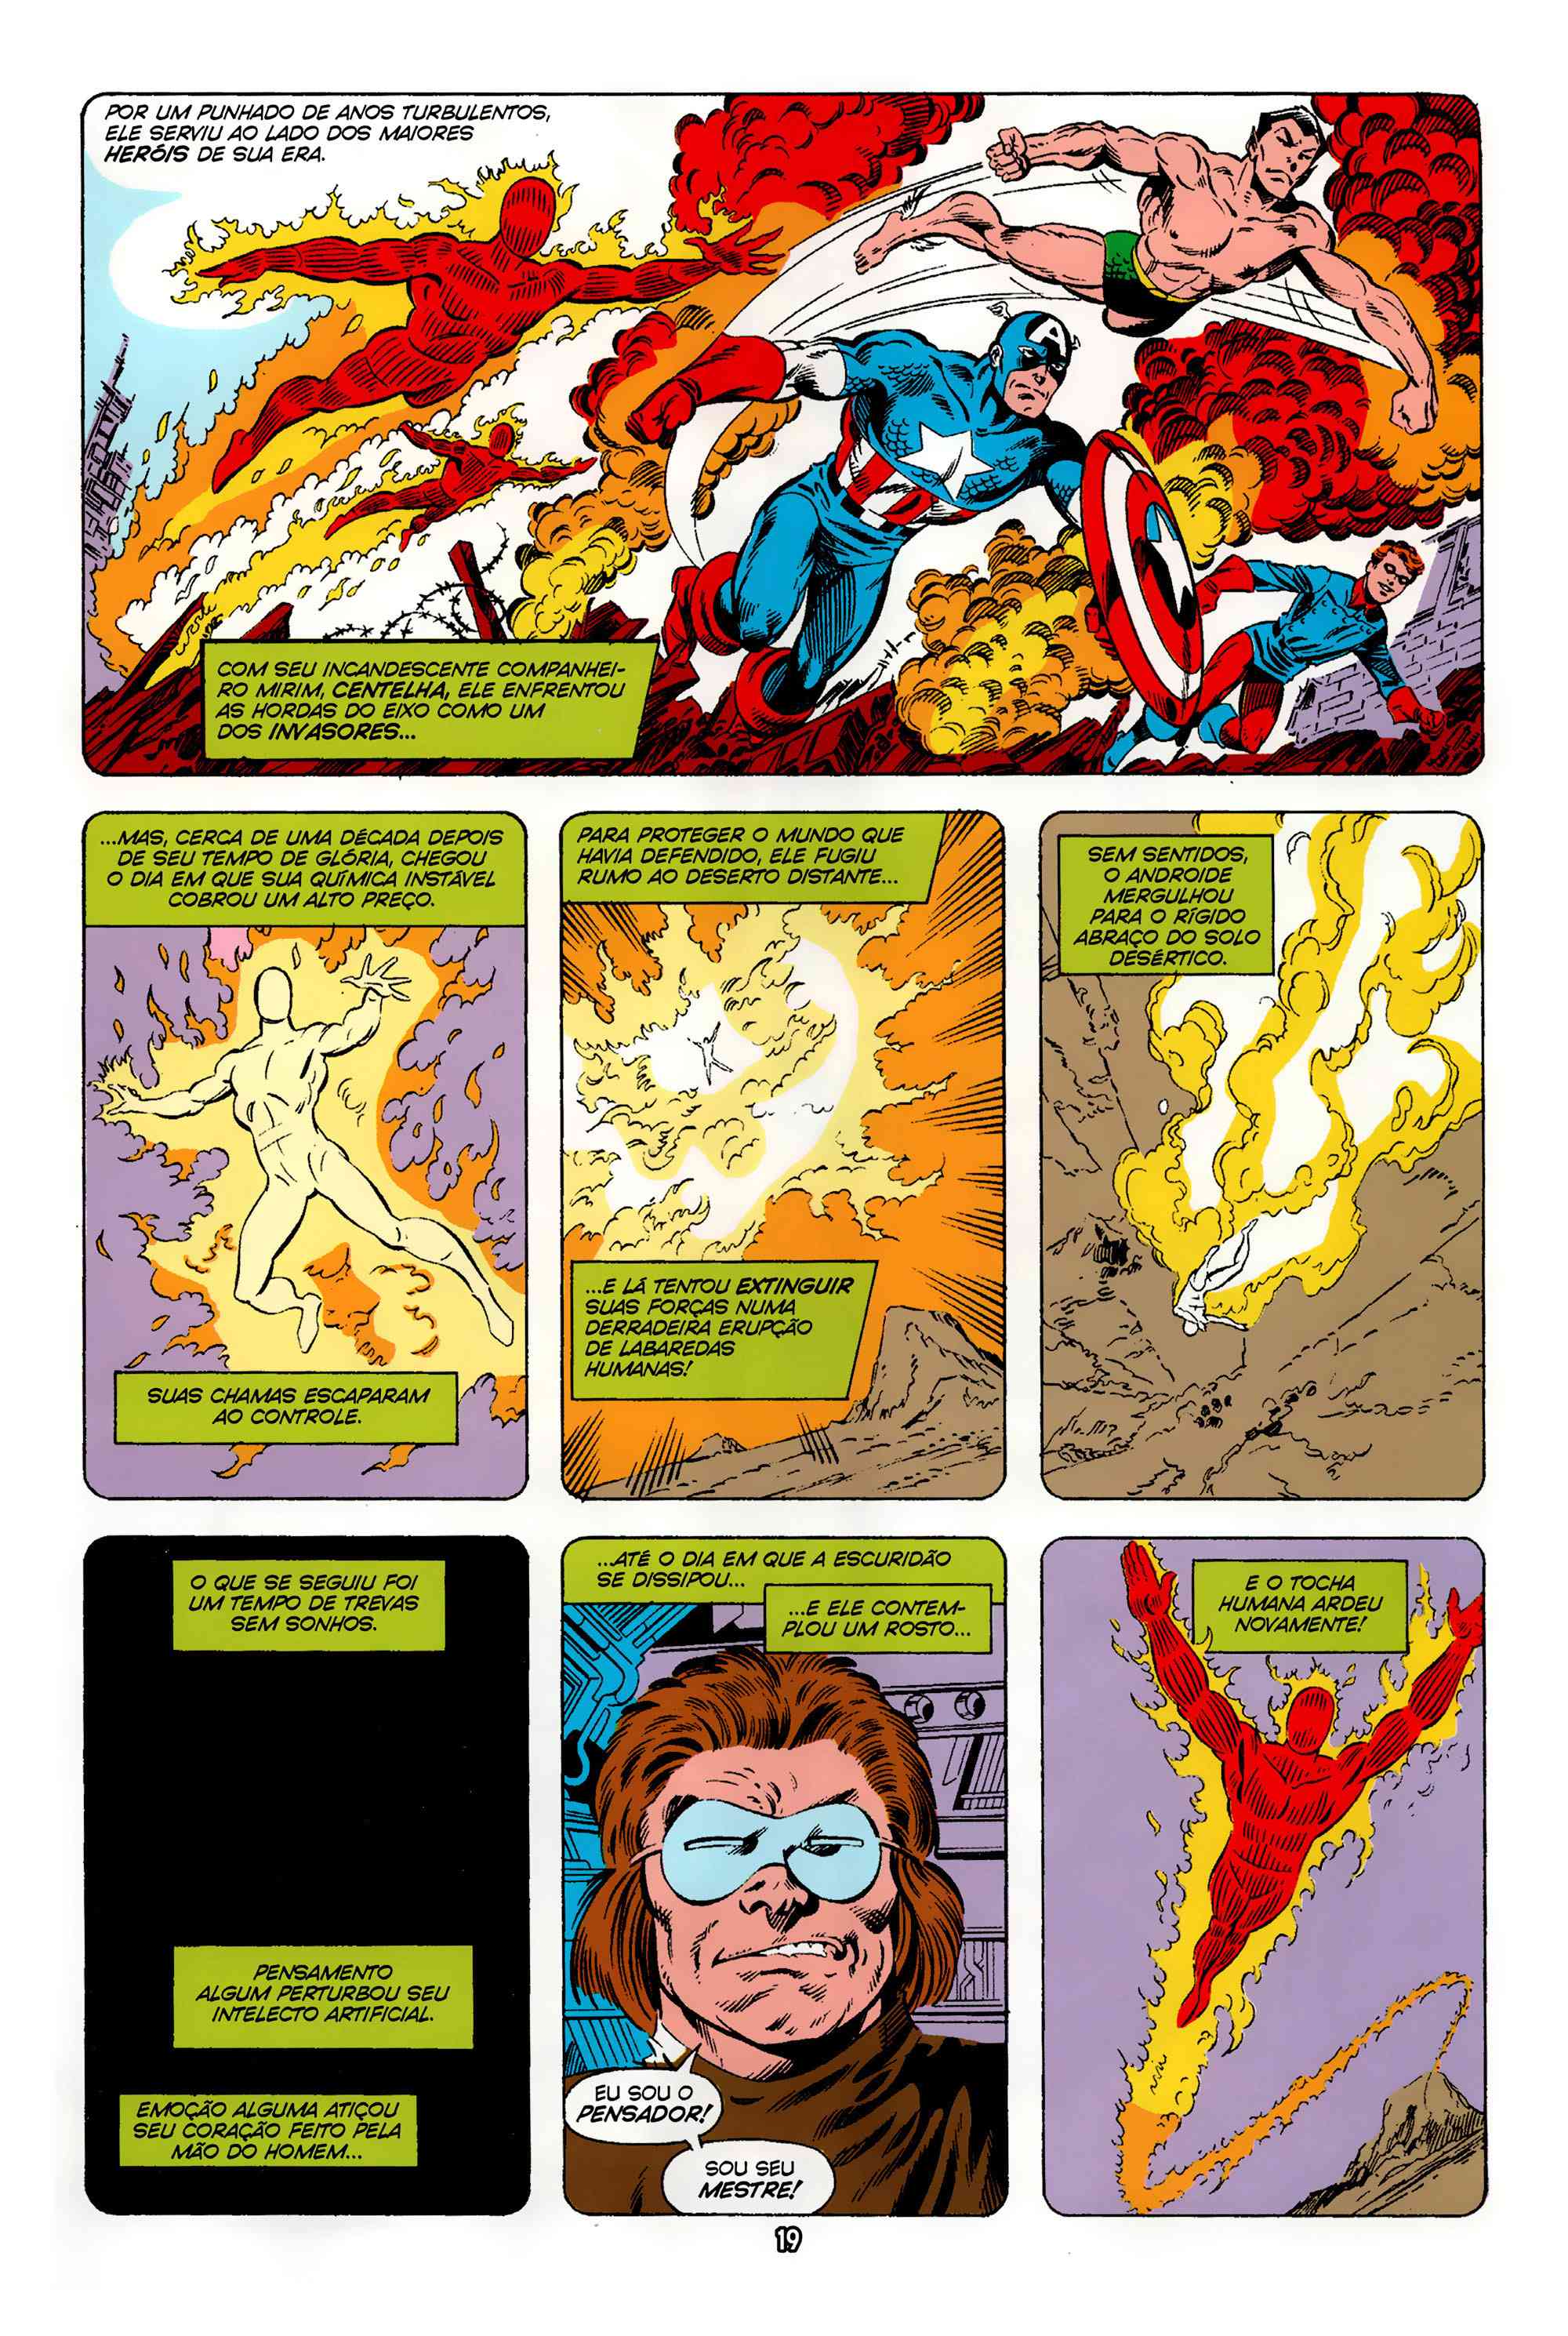 POR UM PUNHADO DE ANOS TURBULENTOS,
ELE SERVIU AO LADO DOS MAIORES
HERÓIS DE SUA ERA.
COM SEU INCANDESCENTE COMPANHEI-
RO MIRIM, CENTELHA, ELE ENFRENTOU
AS HORDAS DO EIXO COMO UM
DOS INVASORES...
...MAS, CERCA DE UMA DÉCADA DEPOIS
DE SEU TEMPO DE GLÓRIA, CHEGOU
O DIA EM QUE SUA QUÍMICA INSTÁVEL
COBROU UM ALTO PREÇO.
SUAS CHAMAS ESCAPARAM
AO CONTROLE.
PARA PROTEGER O MUNDO QUE
HAVIA DEFENDIDO, ELE FUGIU
RUMO AO DESERTO DISTANTE...
...E LÁ TENTOU EXTINGUIR
SUAS FORÇAS NUMA
DERRADEIRA ERUPÇÃO
DE LABAREDAS
HUMANAS!
SEM SENTIDOS,
O ANDROIDE
MERGULHOU
PARA O RÍGIDO
ABRAÇO DO SOLO
DESÉRTICO.
O QUE SE SEGUIU FOI
UM TEMPO DE TREVAS
SEM SONHOS.
PENSAMENTO
ALGUM PERTURBOU SEU
INTELECTO ARTIFICIAL.
EMOÇÃO ALGUMA ATIÇOU
SEU CORAÇÃO FEITO PELA
MÃO DO HOMEM...
...ATÉ O DIA EM QUE A ESCURIDÃO
SE DISSIPOU...
...E ELE CONTEM-
PLOU UM ROSTO...
EU SOU O
PENSADOR!
SOU SEU
MESTRE!
E O TOCHA
HUMANA ARDEU
NOVAMENTE!
19